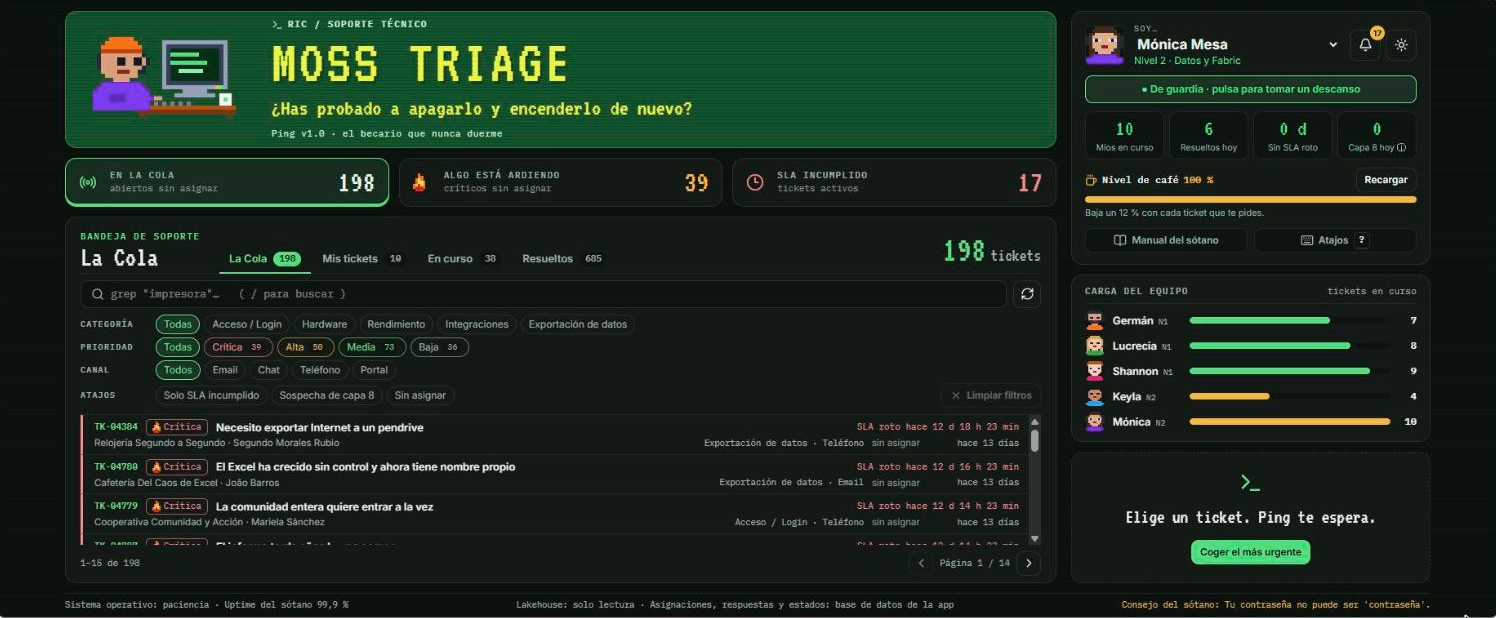 >_ RIC / SOPORTE TÉCNICO
MOSS TRIAGE
¿Has probado a apagarlo y encenderlo de nuevo?
Ping v1.0 · el becario que nunca duerme
EN LA COLA
abiertos sin asignar
198
ALGO ESTÁ ARDIENDO
críticos sin asignar
39
SLA INCUMPLIDO
tickets activos
17
BANDEJA DE SOPORTE
La Cola
La Cola 198 Mis tickets 10 En curso 38 Resueltos 685
198 tickets
grep "impresora"… ( / para buscar )
CATEGORÍA Todas Acceso / Login Hardware Rendimiento Integraciones Exportación de datos
PRIORIDAD Todas Crítica 39 Alta 50 Media 73 Baja 36
CANAL Todos Email Chat Teléfono Portal
ATAJOS Solo SLA incumplido Sospecha de capa 8 Sin asignar × Limpiar filtros
TK-04384 Crítica Necesito exportar Internet a un pendrive SLA roto hace 12 d 18 h 23 min
Relojería Segundo a Segundo · Segundo Morales Rubio Exportación de datos · Teléfono sin asignar hace 13 días
TK-04780 Crítica El Excel ha crecido sin control y ahora tiene nombre propio SLA roto hace 12 d 16 h 23 min
Cafetería Del Caos de Excel · João Barros Exportación de datos · Email sin asignar hace 13 días
TK-04779 Crítica La comunidad entera quiere entrar a la vez SLA roto hace 12 d 14 h 23 min
Cooperativa Comunidad y Acción · Mariela Sánchez Acceso / Login · Teléfono sin asignar hace 13 días
1–15 de 198
Página 1 / 14
SOY…
Mónica Mesa
Nivel 2 · Datos y Fabric
17
• De guardia · pulsa para tomar un descanso
10
Míos en curso
6
Resueltos hoy
0 d
Sin SLA roto
0
Capa 8 hoy ⓘ
Nivel de café 100 %
Recargar
Baja un 12 % con cada ticket que te pides.
Manual del sótano
Atajos ?
CARGA DEL EQUIPO tickets en curso
Germán N1 7
Lucrecia N1 8
Shannon N1 9
Keyla N2 4
Mónica N2 10
>_
Elige un ticket. Ping te espera.
Coger el más urgente
Sistema operativo: paciencia · Uptime del sótano 99,9 %
Lakehouse: solo lectura · Asignaciones, respuestas y estados: base de datos de la app
Consejo del sótano: Tu contraseña no puede ser 'contraseña'.